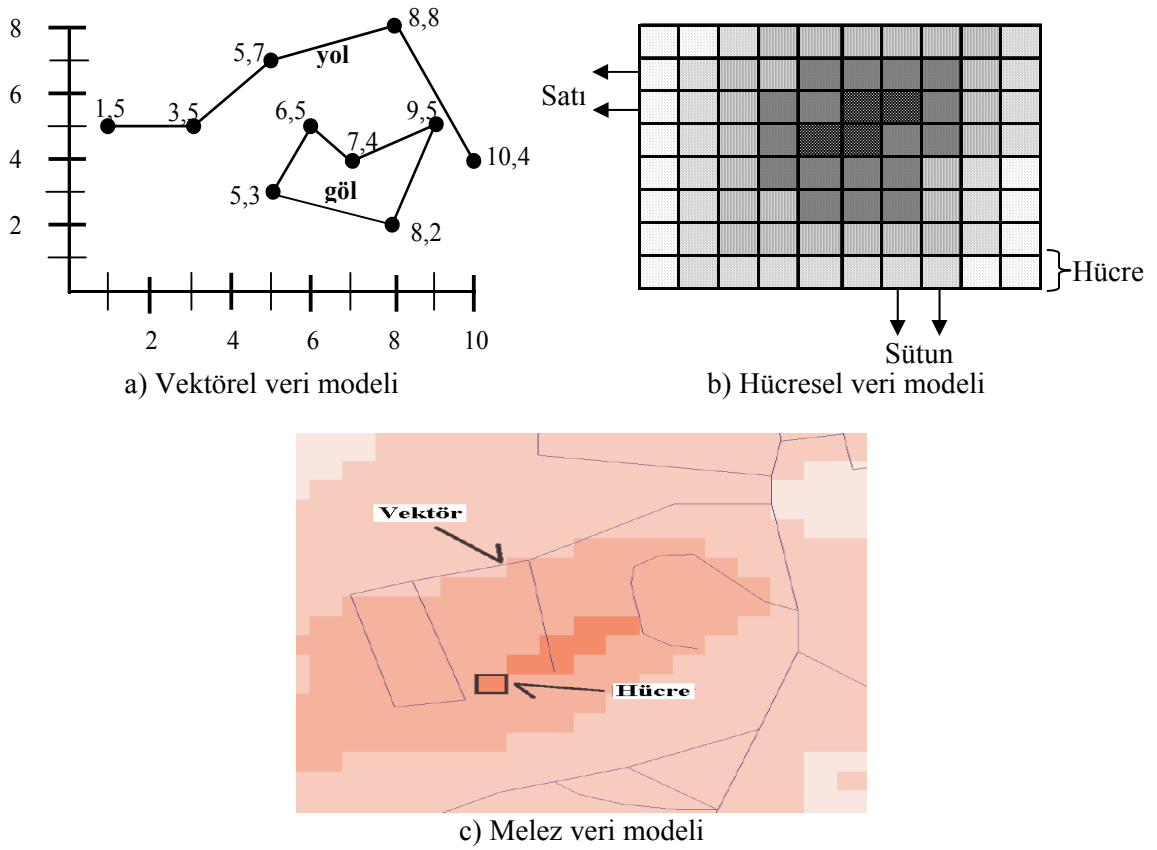 8
6
4
2
2
4
6
8
10
1,5
3,5
5,7
8,8
yol
10,4
6,5
7,4
9,5
5,3
göl
8,2
a) Vektörel veri modeli
Satı
Hücre
Sütun
b) Hücresel veri modeli
Vektör
Hücre
c) Melez veri modeli